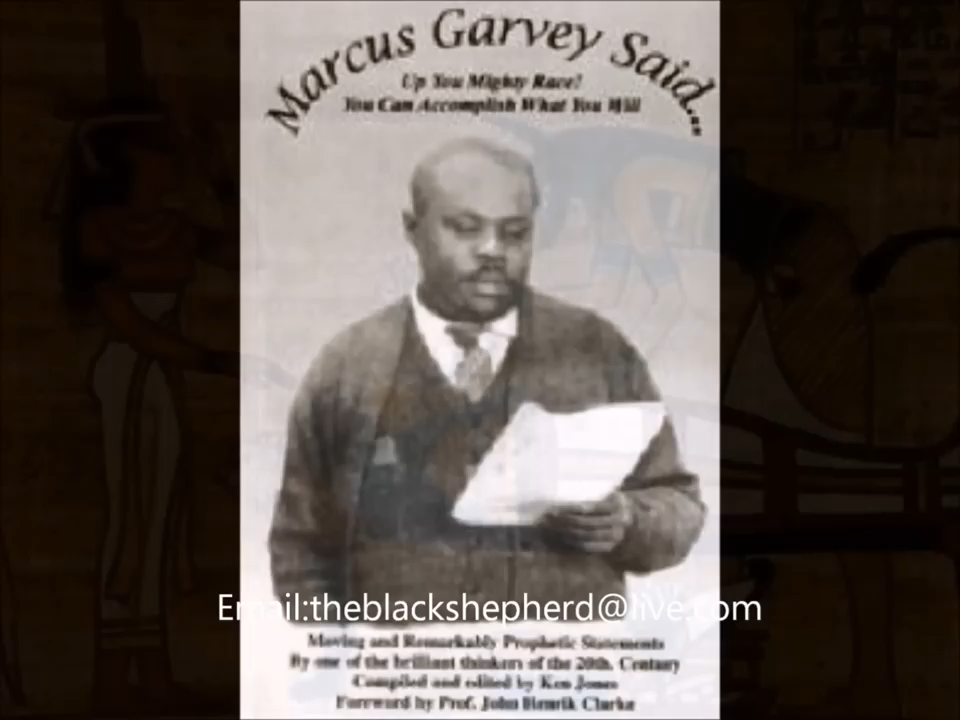 Marcus Garvey Said...
Up You Mighty Race!
You Can Accomplish What You Will
Email:theblackshepherd@live.com
Moving and Remarkably Prophetic Statements
By one of the brilliant thinkers of the 20th. Century
Compiled and edited by Ken Jones
Foreword by Prof. John Henrik Clarke